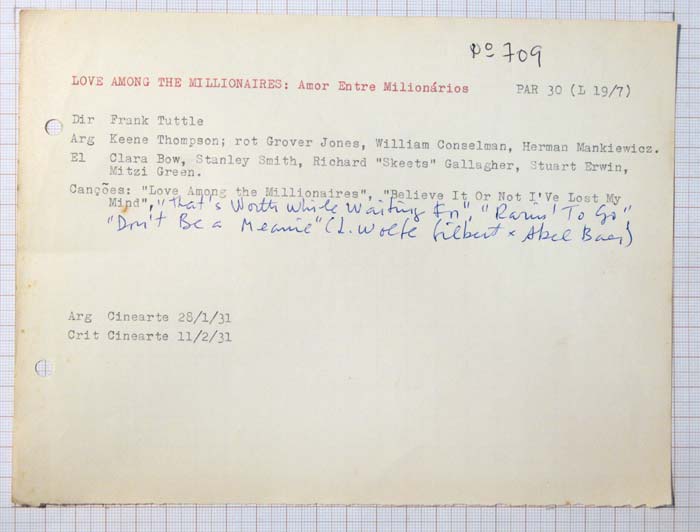 Nº 709
LOVE AMONG THE MILLIONAIRES: Amor Entre Milionários PAR 30 (L 19/7)
Dir Frank Tuttle
Arg Keene Thompson; rot Grover Jones, William Conselman, Herman Mankiewicz.
El Clara Bow, Stanley Smith, Richard "Skeets" Gallagher, Stuart Erwin,
Mitzi Green.
Canções: "Love Among the Millionaires", "Believe It Or Not I've Lost My
Mind", "That's Worth While Waiting For", "Rarin' To Go"
"Don't Be a Meanie" (L. Wolfe Gilbert x Abel Baer)
Arg Cinearte 28/1/31
Crit Cinearte 11/2/31